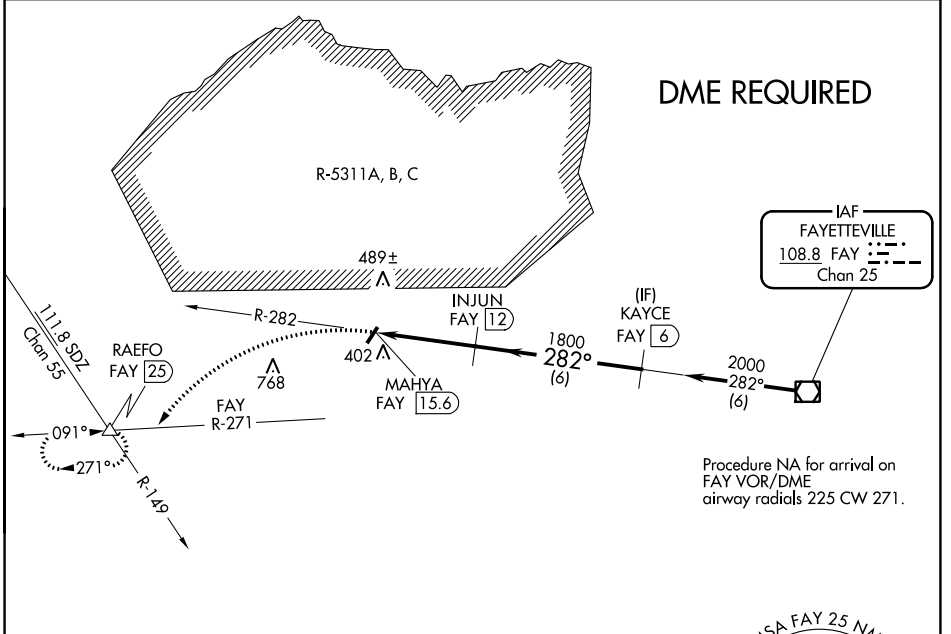 DME REQUIRED
R-5311A, B, C
IAF
FAYETTEVILLE
108.8 FAY
Chan 25
489±
INJUN
FAY 12
(IF)
KAYCE
FAY 6
R-282
1800
282°
(6)
2000
282°
(6)
111.8 SDZ
Chan 55
RAEFO
FAY 25
402
768
MAHYA
FAY 15.6
FAY
R-271
091°
271°
R-149
Procedure NA for arrival on
FAY VOR/DME
airway radials 225 CW 271.
FAY 25